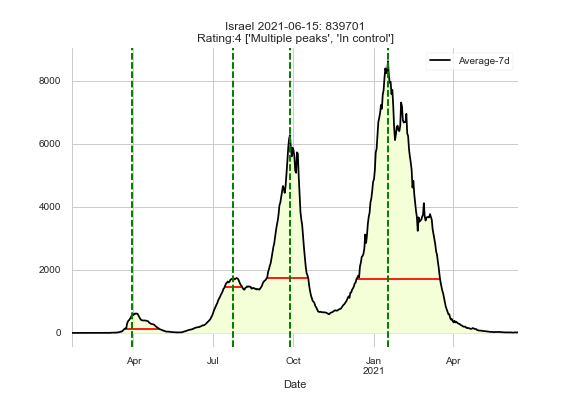 Israel 2021-06-15: 839701
Rating:4 ['Multiple peaks', 'In control']
Average-7d
8000
6000
4000
2000
0
Apr
Jul
Oct
Jan
2021
Apr
Date